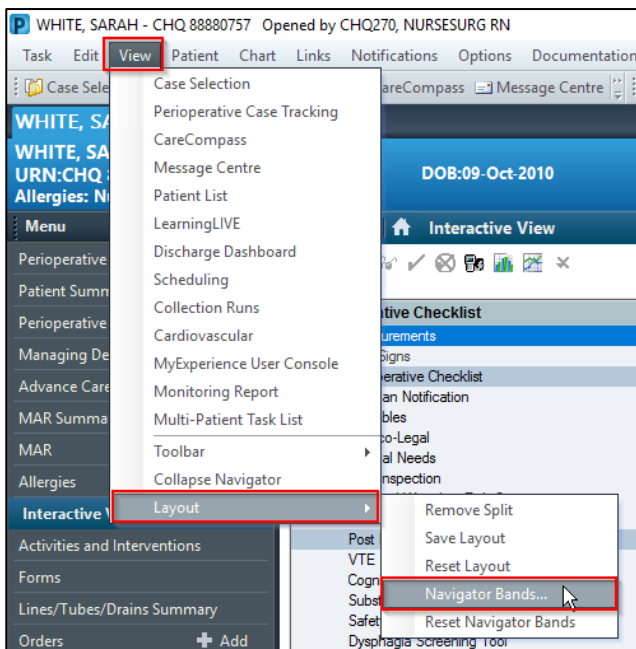 WHITE, SARAH - CHQ 88880757 Opened by CHQ270, NURSESURG RN
Task Edit View Patient Chart Links Notifications Options Documentation
Case Sele areCompass Message Centre
WHITE, SA
WHITE, SA
URN:CHQ DOB:09-Oct-2010
Allergies: N
Menu Interactive View
Perioperative
Patient Summ
Perioperative
Managing De
Advance Care
MAR Summa
MAR
Allergies
Interactive
Activities and Interventions
Forms
Lines/Tubes/Drains Summary
Orders Add
Case Selection
Perioperative Case Tracking
CareCompass
Message Centre
Patient List
LearningLIVE
Discharge Dashboard
Scheduling
Collection Runs
Cardiovascular
MyExperience User Console
Monitoring Report
Multi-Patient Task List
Toolbar
Collapse Navigator
Layout
Remove Split
Save Layout
Reset Layout
Navigator Bands...
Reset Navigator Bands
ative Checklist
urements
Signs
erative Checklist
an Notification
bles
co-Legal
al Needs
nspection
Post
VTE
Cogn
Subst
Safet
Dysphagia Screening Tool